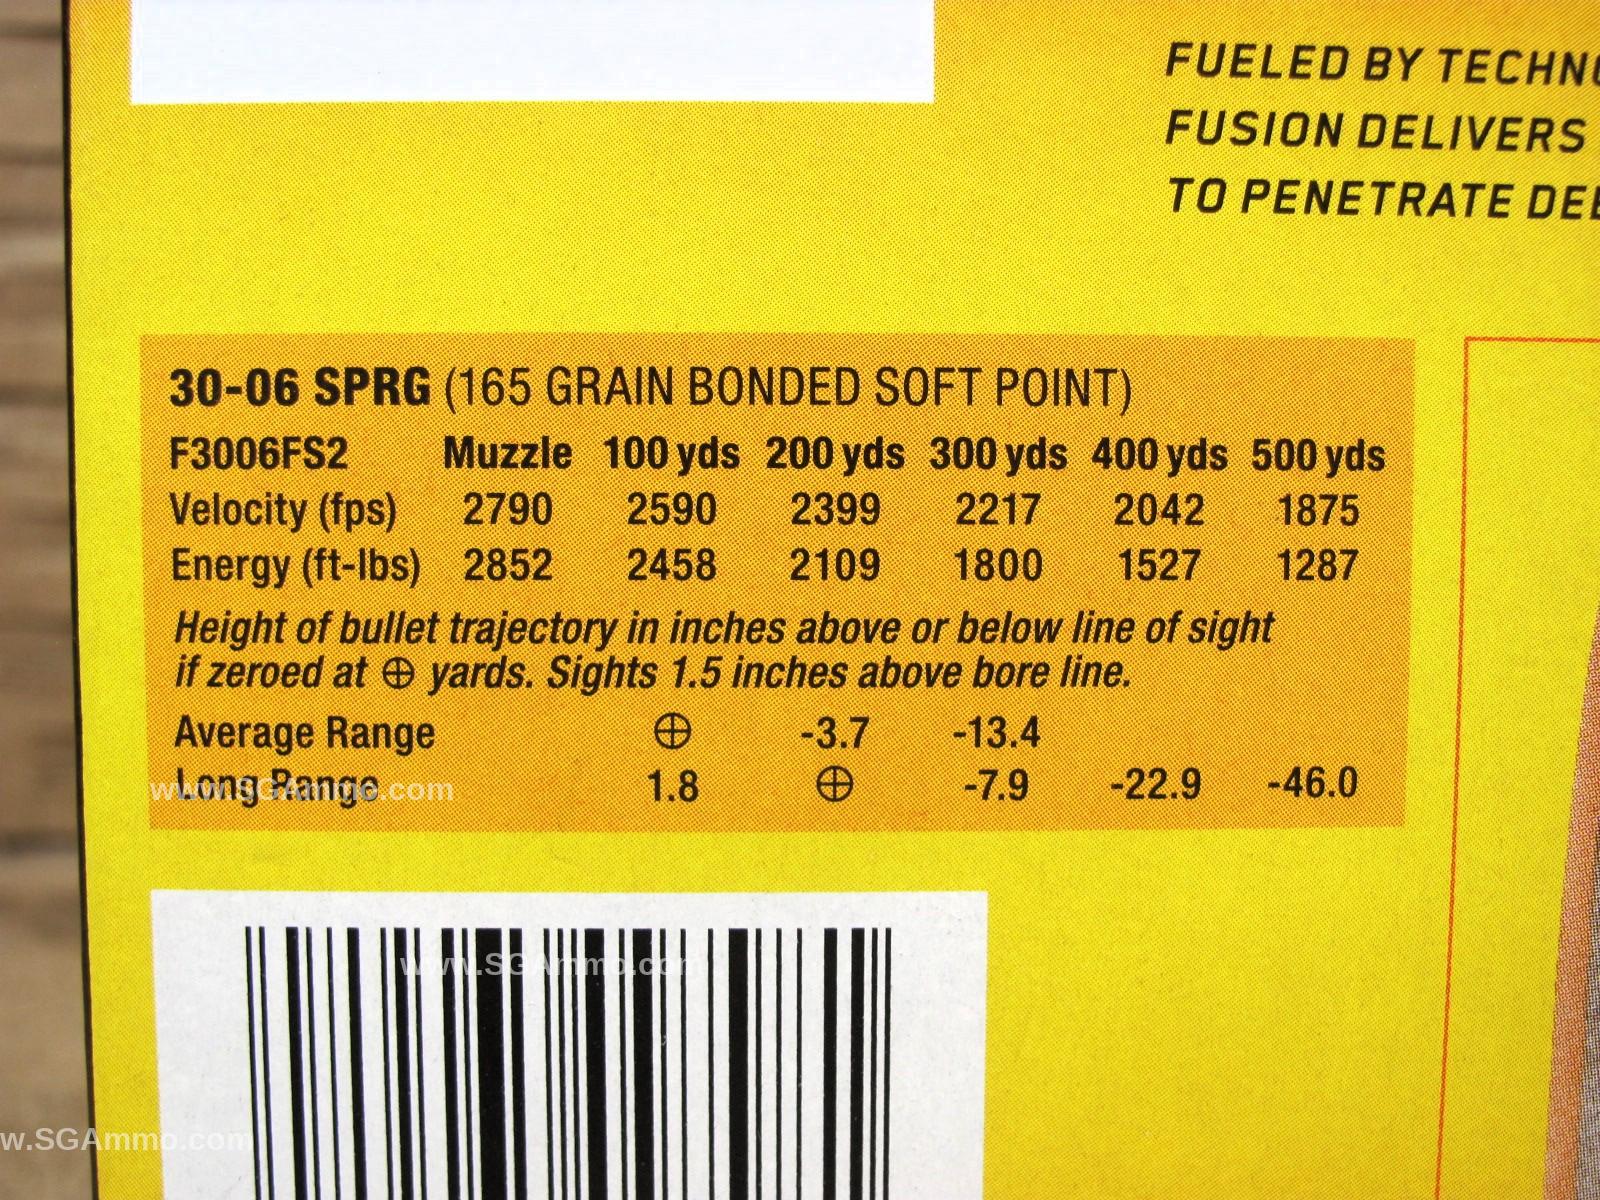 FUELED BY TECHNO
FUSION DELIVERS
TO PENETRATE DEE
30-06 SPRG (165 GRAIN BONDED SOFT POINT)
F3006FS2 Muzzle 100 yds 200 yds 300 yds 400 yds 500 yds
Velocity (fps) 2790 2590 2399 2217 2042 1875
Energy (ft-lbs) 2852 2458 2109 1800 1527 1287
Height of bullet trajectory in inches above or below line of sight
if zeroed at ⊕ yards. Sights 1.5 inches above bore line.
Average Range ⊕ -3.7 -13.4
Long Range 1.8 ⊕ -7.9 -22.9 -46.0
www.SGAmmo.com
www.SGAmmo.com
w.SGAmmo.com